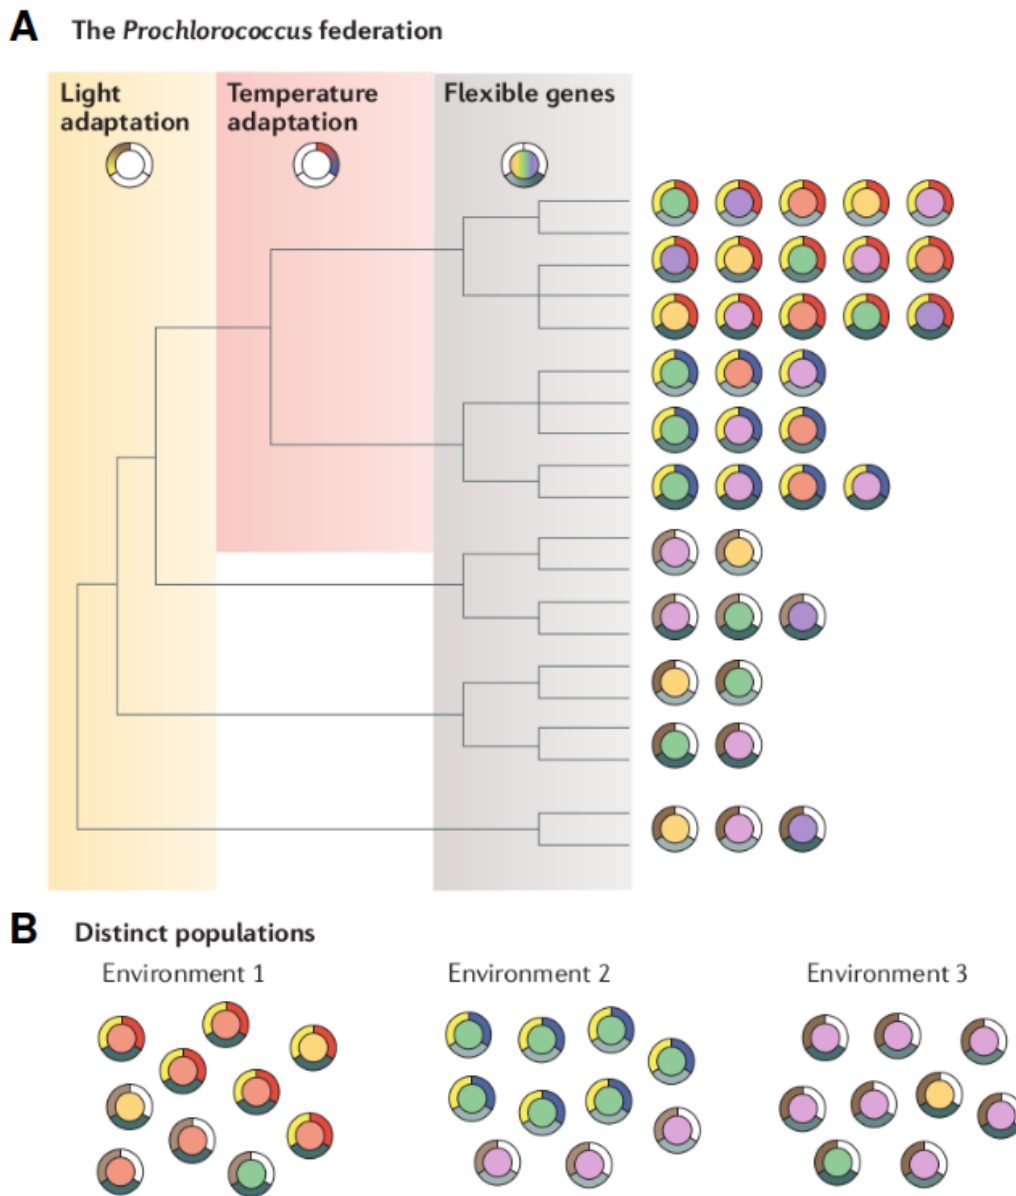 A The Prochlorococcus federation
Light
adaptation
Temperature
adaptation
Flexible genes
B Distinct populations
Environment 1
Environment 2
Environment 3